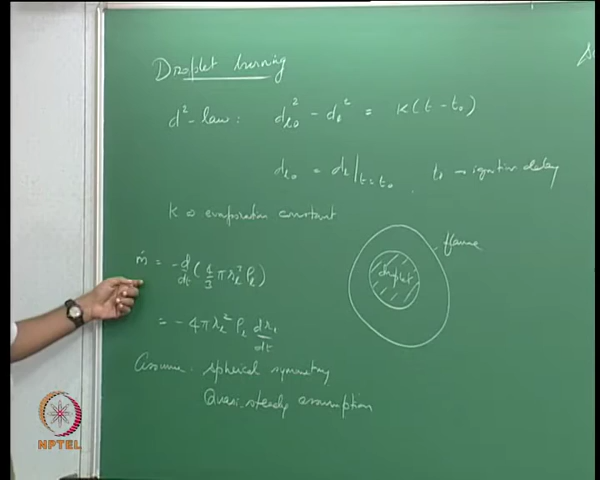 Droplet burning
d²-law: d_{l0}² - d_l² = K(t - t_0)
d_{l0} = d_l|_{t=t_0}, t_0 → ignition delay
K → evaporation constant
ṁ = -d/dt (4/3 π r_l³ ρ_l)
flame
droplet
= -4π r_l² ρ_l dr_l/dt
Assume: spherical symmetry
Quasi-steady assumption
NPTEL